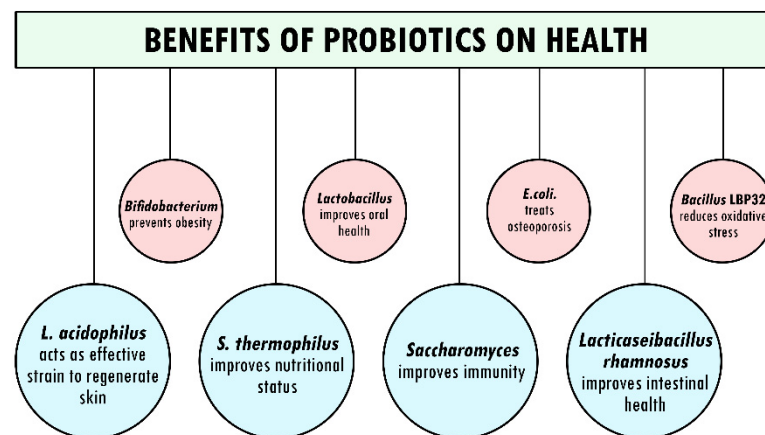 BENEFITS OF PROBIOTICS ON HEALTH
Bifidobacterium
prevents obesity
Lactobacillus
improves oral
health
E.coli.
treats
osteoporosis
Bacillus LBP32
reduces oxidative
stress
L. acidophilus
acts as effective
strain to regenerate
skin
S. thermophilus
improves nutritional
status
Saccharomyces
improves immunity
Lacticaseibacillus
rhamnosus
improves intestinal
health